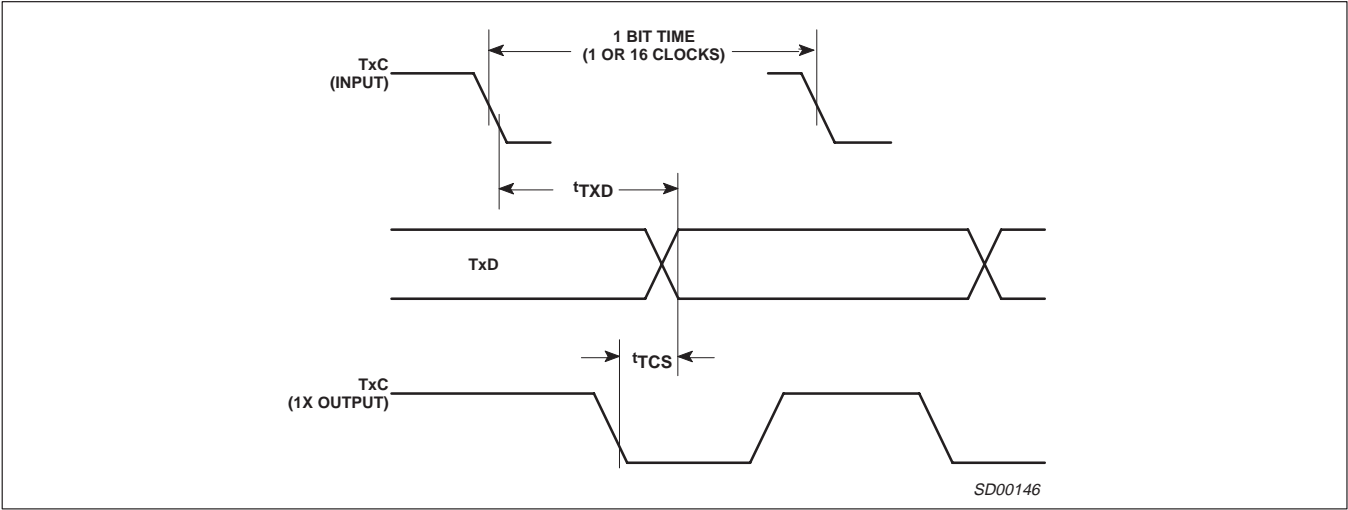 1 BIT TIME
(1 OR 16 CLOCKS)
TxC
(INPUT)
tTXD
TxD
tTCS
TxC
(1X OUTPUT)
SD00146